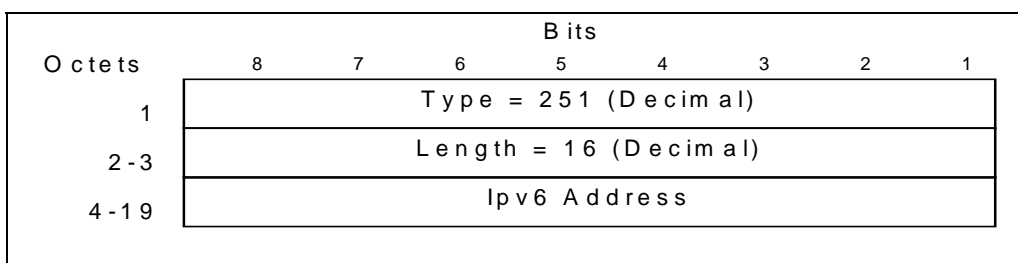 Bits
Octets 8 7 6 5 4 3 2 1
1 Type = 251 (Decimal)
2-3 Length = 16 (Decimal)
4-19 Ipv6 Address